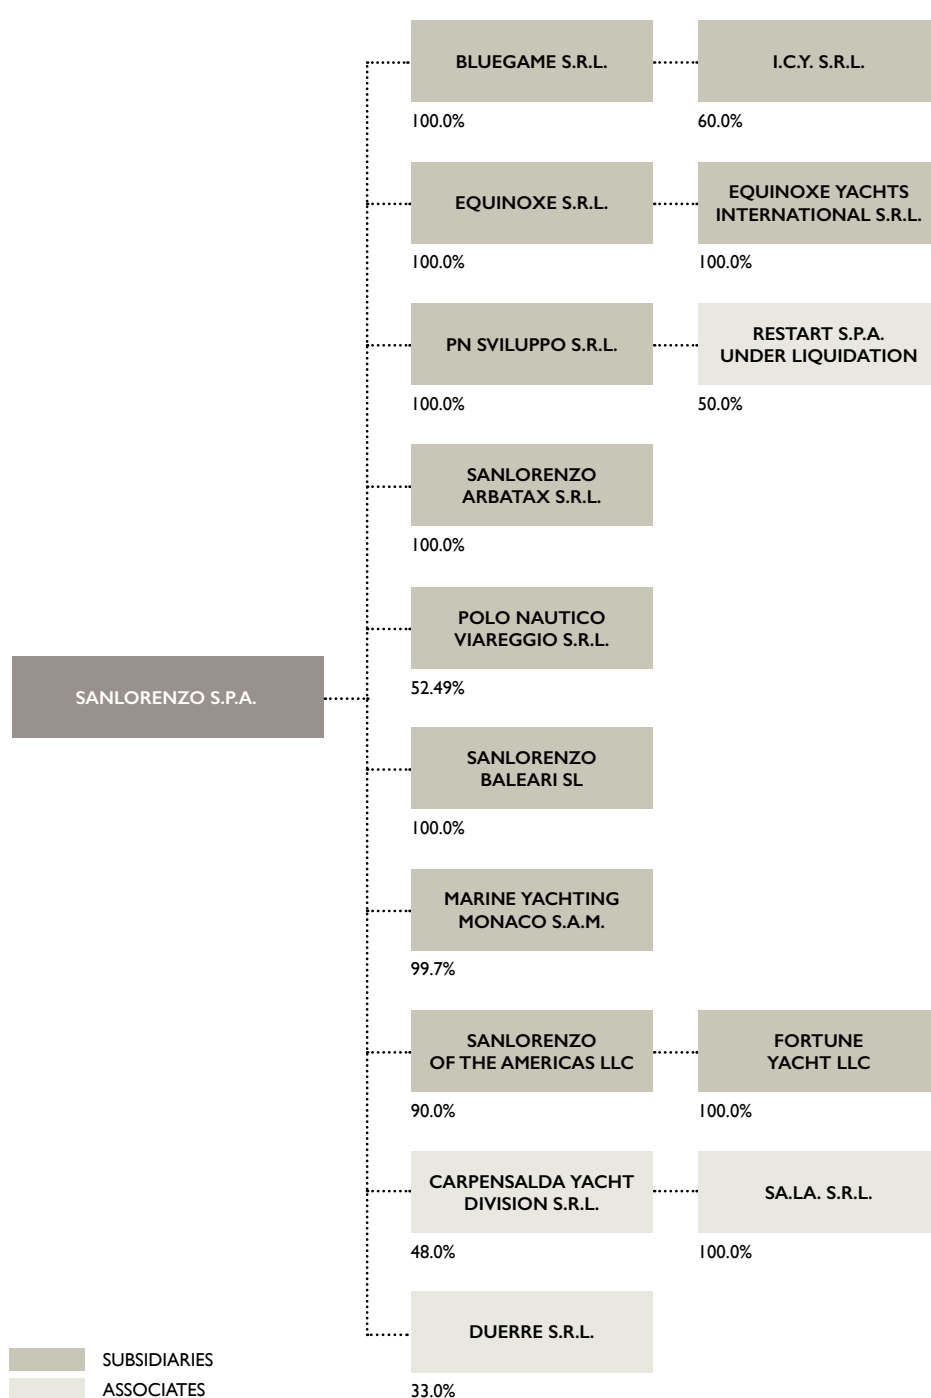 BLUEGAME S.R.L.
I.C.Y. S.R.L.
100.0%
60.0%
EQUINOXE S.R.L.
EQUINOXE YACHTS
INTERNATIONAL S.R.L.
100.0%
100.0%
PN SVILUPPO S.R.L.
RESTART S.P.A.
UNDER LIQUIDATION
100.0%
50.0%
SANLORENZO
ARBATAX S.R.L.
100.0%
POLO NAUTICO
VIAREGGIO S.R.L.
52.49%
SANLORENZO S.P.A.
SANLORENZO
BALEARI SL
100.0%
MARINE YACHTING
MONACO S.A.M.
99.7%
SANLORENZO
OF THE AMERICAS LLC
FORTUNE
YACHT LLC
90.0%
100.0%
CARPENSALDA YACHT
DIVISION S.R.L.
SA.LA. S.R.L.
48.0%
100.0%
DUERRE S.R.L.
33.0%
SUBSIDIARIES
ASSOCIATES